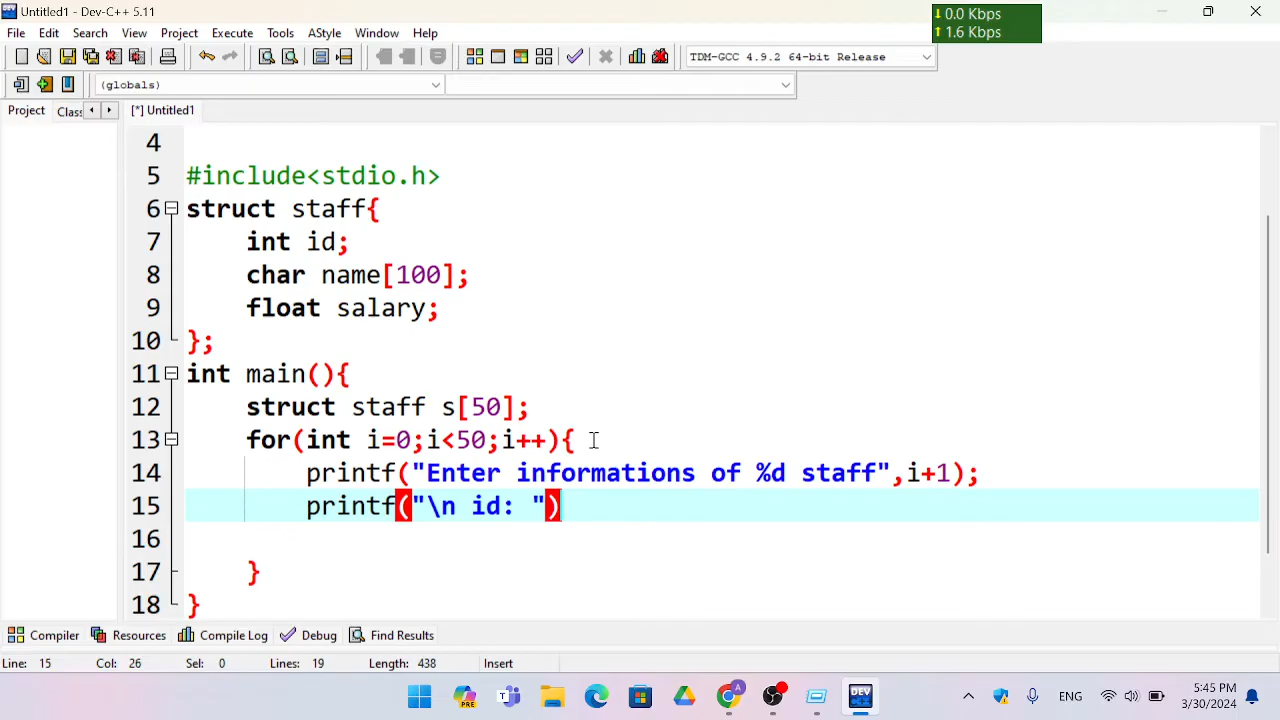 Untitled1 - Dev-C++ 5.11
↓ 0.0 Kbps
↑ 1.6 Kbps
File Edit Search View Project Execute Tools AStyle Window Help
TDM-GCC 4.9.2 64-bit Release
(globals)
Project Clas [*] Untitled1
4
5 #include<stdio.h>
6 struct staff{
7 int id;
8 char name[100];
9 float salary;
10 };
11 int main(){
12 struct staff s[50];
13 for(int i=0;i<50;i++){
14 printf("Enter informations of %d staff",i+1);
15 printf("\n id: ")
16
17 }
18 }
Compiler Resources Compile Log Debug Find Results
Line: 15 Col: 26 Sel: 0 Lines: 19 Length: 438 Insert
ENG 5:45 PM
3/30/2024